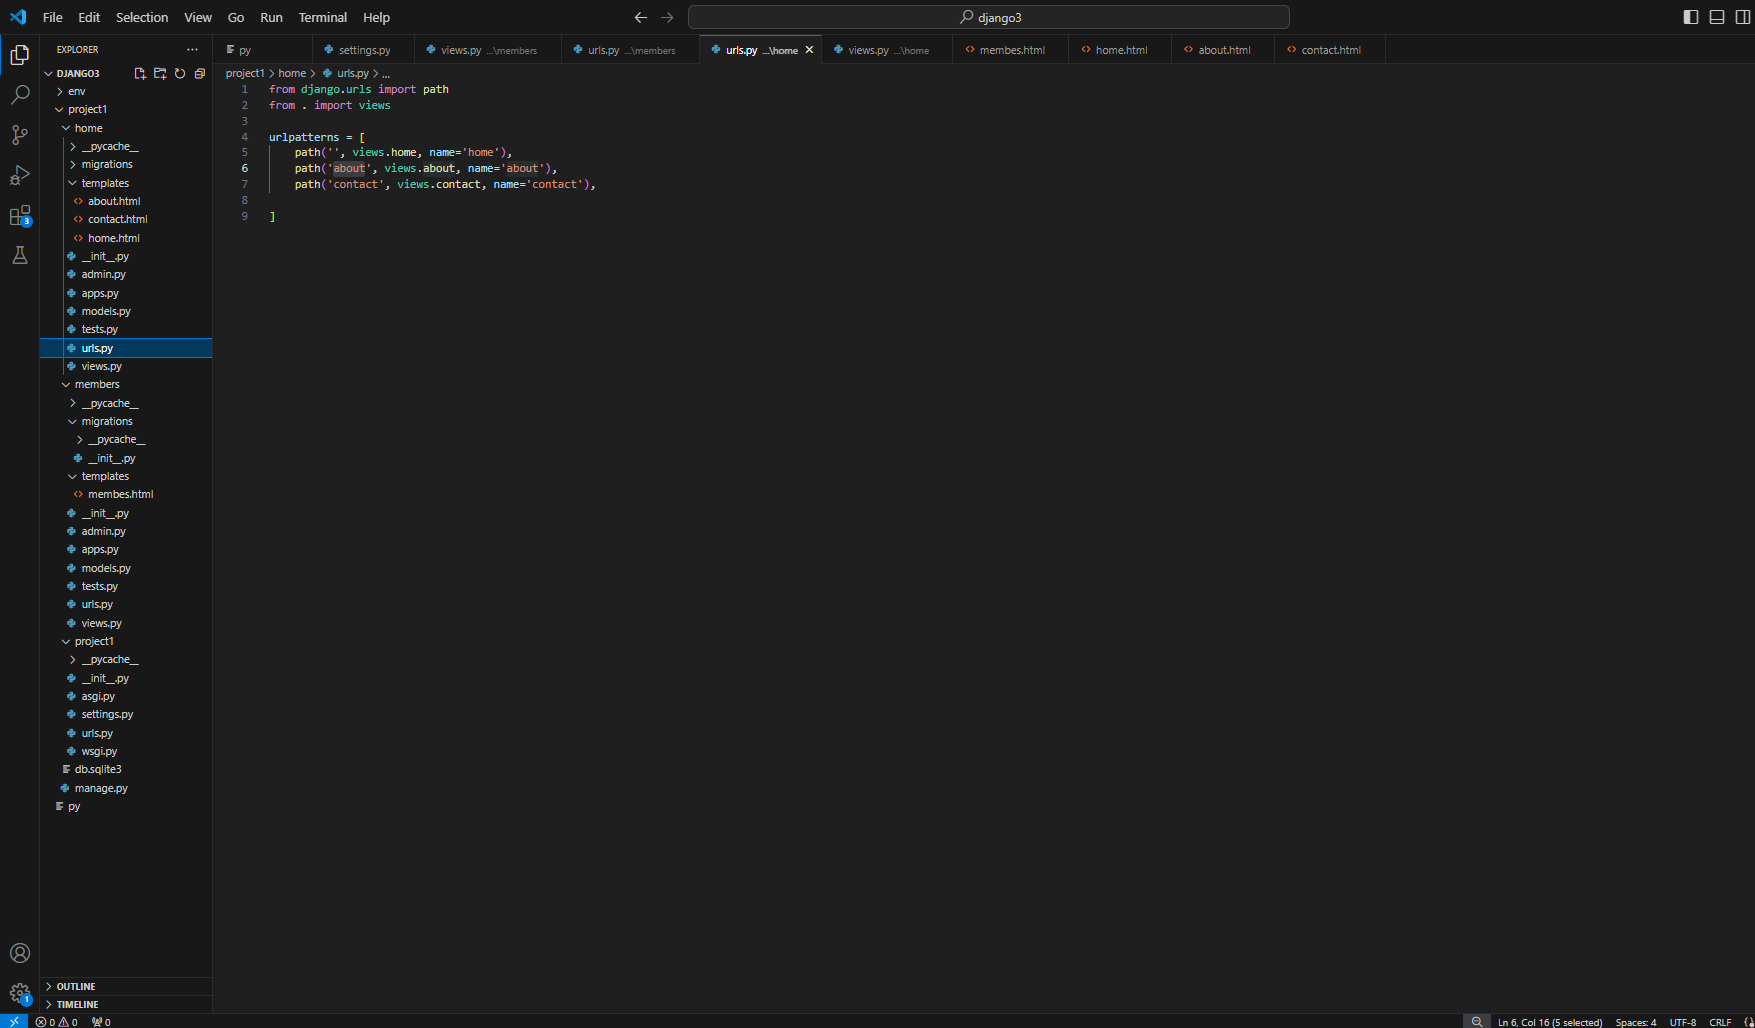 File Edit Selection View Go Run Terminal Help
django3
EXPLORER
py
settings.py
views.py ...\members
urls.py ...\members
urls.py ...\home
views.py ...\home
membes.html
home.html
about.html
contact.html
DJANGO3
project1 > home > urls.py > ...
env
project1
home
__pycache__
migrations
templates
about.html
contact.html
home.html
__init__.py
admin.py
apps.py
models.py
tests.py
urls.py
views.py
members
__pycache__
migrations
__pycache__
__init__.py
templates
membes.html
__init__.py
admin.py
apps.py
models.py
tests.py
urls.py
views.py
project1
__pycache__
__init__.py
asgi.py
settings.py
urls.py
wsgi.py
db.sqlite3
manage.py
py
1 from django.urls import path
2 from . import views
3
4 urlpatterns = [
5 path('', views.home, name='home'),
6 path('about', views.about, name='about'),
7 path('contact', views.contact, name='contact'),
8
9 ]
3
OUTLINE
TIMELINE
1
0 0 0
Ln 6, Col 16 (5 selected) Spaces: 4 UTF-8 CRLF {}